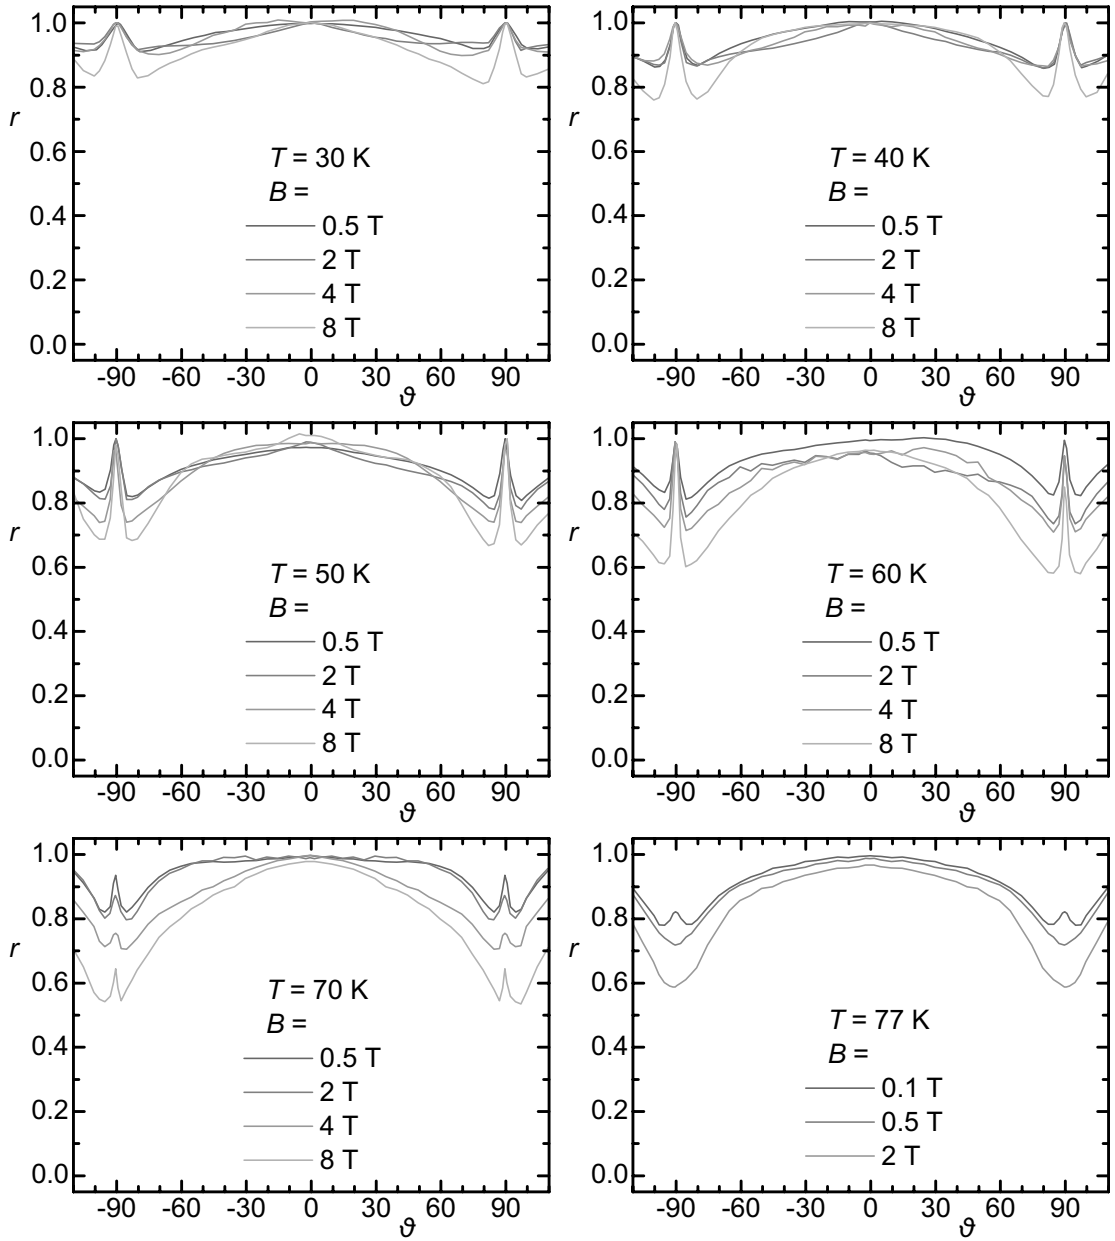 1.0
0.8
r
0.6
0.4
0.2
0.0
T = 30 K
B =
0.5 T
2 T
4 T
8 T
-90 -60 -30 0 30 60 90
ϑ
1.0
0.8
r
0.6
0.4
0.2
0.0
T = 40 K
B =
0.5 T
2 T
4 T
8 T
-90 -60 -30 0 30 60 90
ϑ
1.0
0.8
r
0.6
0.4
0.2
0.0
T = 50 K
B =
0.5 T
2 T
4 T
8 T
-90 -60 -30 0 30 60 90
ϑ
1.0
0.8
r
0.6
0.4
0.2
0.0
T = 60 K
B =
0.5 T
2 T
4 T
8 T
-90 -60 -30 0 30 60 90
ϑ
1.0
0.8
r
0.6
0.4
0.2
0.0
T = 70 K
B =
0.5 T
2 T
4 T
8 T
-90 -60 -30 0 30 60 90
ϑ
1.0
0.8
r
0.6
0.4
0.2
0.0
T = 77 K
B =
0.1 T
0.5 T
2 T
-90 -60 -30 0 30 60 90
ϑ